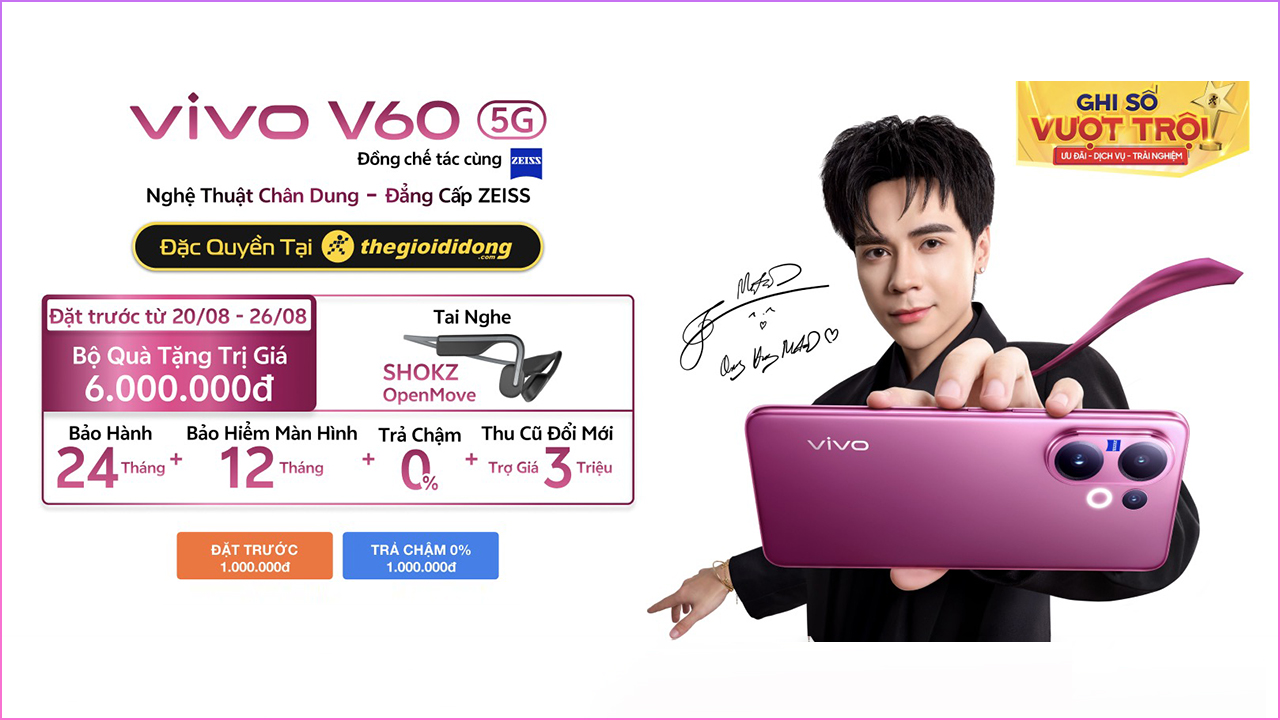 vivo V60 5G
Đồng chế tác cùng ZEISS
Nghệ Thuật Chân Dung - Đẳng Cấp ZEISS
Đặc Quyền Tại thegioididong.com
Đặt trước từ 20/08 - 26/08
Bộ Quà Tặng Trị Giá
6.000.000đ
Tai Nghe
SHOKZ
OpenMove
Bảo Hành
24 Tháng
+
Bảo Hiểm Màn Hình
12 Tháng
+
Trả Chậm
0%
+
Thu Cũ Đổi Mới
Trợ Giá 3 Triệu
ĐẶT TRƯỚC
1.000.000đ
TRẢ CHẬM 0%
1.000.000đ
GHI SỐ
VƯỢT TRỘI
ƯU ĐÃI - DỊCH VỤ - TRẢI NGHIỆM
vivo
ZEISS